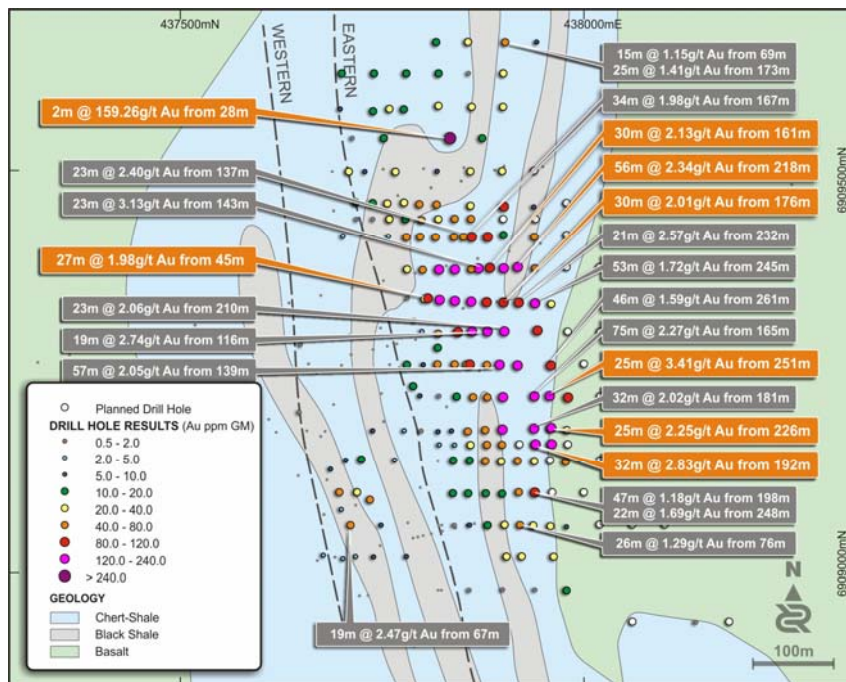 437500mN
438000mE
WESTERN
EASTERN
15m @ 1.15g/t Au from 69m
25m @ 1.41g/t Au from 173m
34m @ 1.98g/t Au from 167m
2m @ 159.26g/t Au from 28m
30m @ 2.13g/t Au from 161m
23m @ 2.40g/t Au from 137m
56m @ 2.34g/t Au from 218m
6909500mN
23m @ 3.13g/t Au from 143m
30m @ 2.01g/t Au from 176m
21m @ 2.57g/t Au from 232m
27m @ 1.98g/t Au from 45m
53m @ 1.72g/t Au from 245m
23m @ 2.06g/t Au from 210m
46m @ 1.59g/t Au from 261m
19m @ 2.74g/t Au from 116m
75m @ 2.27g/t Au from 165m
57m @ 2.05g/t Au from 139m
25m @ 3.41g/t Au from 251m
32m @ 2.02g/t Au from 181m
25m @ 2.25g/t Au from 226m
32m @ 2.83g/t Au from 192m
47m @ 1.18g/t Au from 198m
22m @ 1.69g/t Au from 248m
26m @ 1.29g/t Au from 76m
6909000mN
19m @ 2.47g/t Au from 67m
Planned Drill Hole
DRILL HOLE RESULTS (Au ppm GM)
0.5 - 2.0
2.0 - 5.0
5.0 - 10.0
10.0 - 20.0
20.0 - 40.0
40.0 - 80.0
80.0 - 120.0
120.0 - 240.0
> 240.0
GEOLOGY
Chert-Shale
Black Shale
Basalt
N
100m